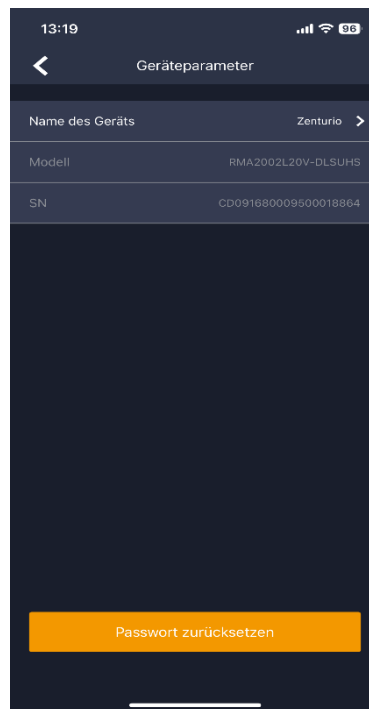 13:19
96
Geräteparameter
Name des Geräts Zenturio
Modell RMA2002L20V-DLSUHS
SN CD091680009500018864
Passwort zurücksetzen